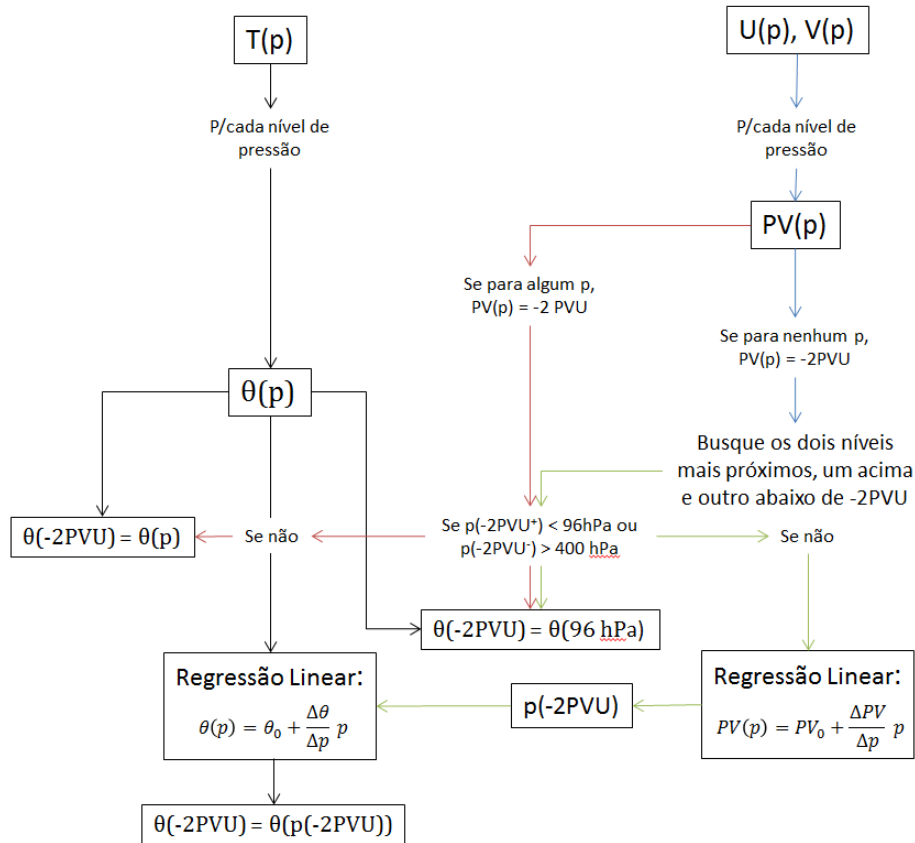 T(p)
U(p), V(p)
P/cada nível de
pressão
P/cada nível de
pressão
PV(p)
Se para algum p,
PV(p) = -2 PVU
Se para nenhum p,
PV(p) = -2PVU
θ(p)
Busque os dois níveis
mais próximos, um acima
e outro abaixo de -2PVU
θ(-2PVU) = θ(p)
Se não
Se p(-2PVU⁺) < 96hPa ou
p(-2PVU⁻) > 400 hPa
Se não
θ(-2PVU) = θ(96 hPa)
Regressão Linear:
θ(p) = θ₀ + Δθ/Δp p
p(-2PVU)
Regressão Linear:
PV(p) = PV₀ + ΔPV/Δp p
θ(-2PVU) = θ(p(-2PVU))